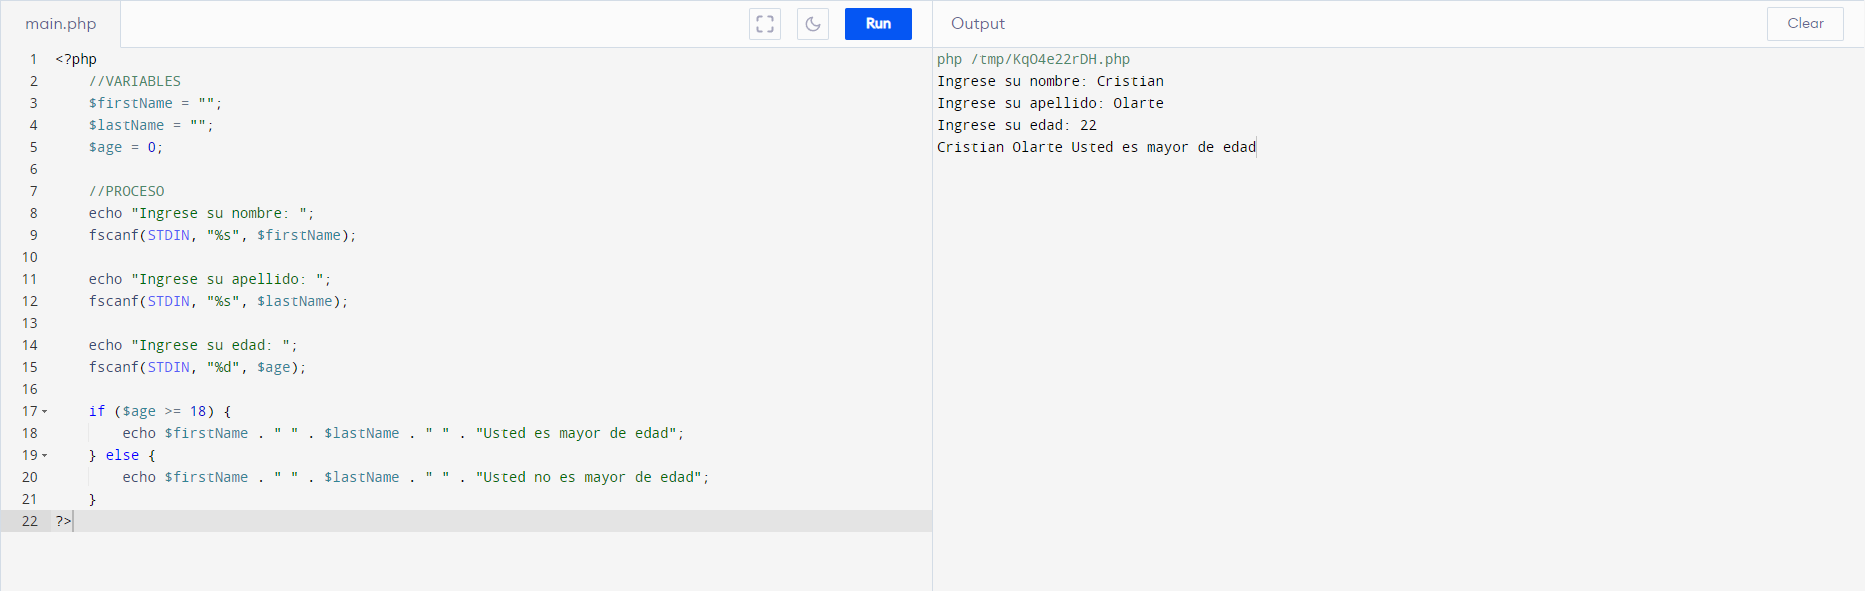 main.php
Run
Output
Clear
1 <?php
2 //VARIABLES
3 $firstName = "";
4 $lastName = "";
5 $age = 0;
6
7 //PROCESO
8 echo "Ingrese su nombre: ";
9 fscanf(STDIN, "%s", $firstName);
10
11 echo "Ingrese su apellido: ";
12 fscanf(STDIN, "%s", $lastName);
13
14 echo "Ingrese su edad: ";
15 fscanf(STDIN, "%d", $age);
16
17 if ($age >= 18) {
18 echo $firstName . " " . $lastName . " " . "Usted es mayor de edad";
19 } else {
20 echo $firstName . " " . $lastName . " " . "Usted no es mayor de edad";
21 }
22 ?>
php /tmp/KqO4e22rDH.php
Ingrese su nombre: Cristian
Ingrese su apellido: Olarte
Ingrese su edad: 22
Cristian Olarte Usted es mayor de edad